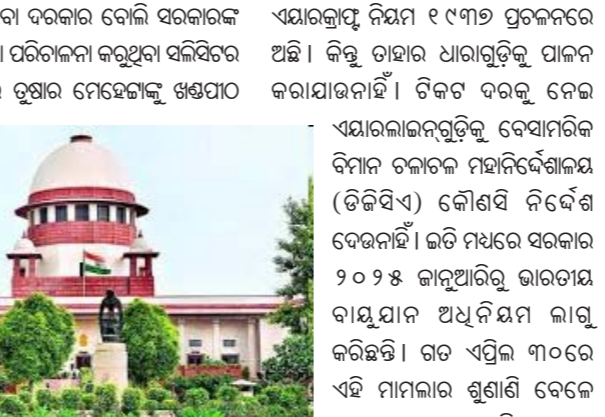 ବା ଦରକାର ବୋଲି ସରକାରଙ୍କ
ପରିଚାଳନା କରୁଥିବା ସଲିସିଟର
ତୁଷାର ମେହେଟ୍ଟାଙ୍କୁ ଖଣ୍ଡପୀଠ
ଏୟାରକ୍ରାଫ୍ଟ ନିୟମ ୧୯୩୭ ପ୍ରଚଳନରେ
ଅଛି । କିନ୍ତୁ ତାହାର ଧାରାଗୁଡ଼ିକୁ ପାଳନ
କରାଯାଉନାହିଁ । ଟିକଟ ଦରକୁ ନେଇ
ଏୟାରଲାଇନ୍‌ଗୁଡ଼ିକୁ ବେସାମରିକ
ବିମାନ ଚଳାଚଳ ମହାନିର୍ଦ୍ଦେଶାଳୟ
(ଡିଜିସିଏ) କୌଣସି ନିର୍ଦ୍ଦେଶ
ଦେଉନାହିଁ । ଇତି ମଧ୍ୟରେ ସରକାର
୨୦୨୫ ଜାନୁଆରିରୁ ଭାରତୀୟ
ବାୟୁଯାନ ଅଧିନିୟମ ଲାଗୁ
କରିଛନ୍ତି । ଗତ ଏପ୍ରିଲ ୩୦ରେ
ଏହି ମାମଲାର ଶୁଣାଣି ବେଳେ